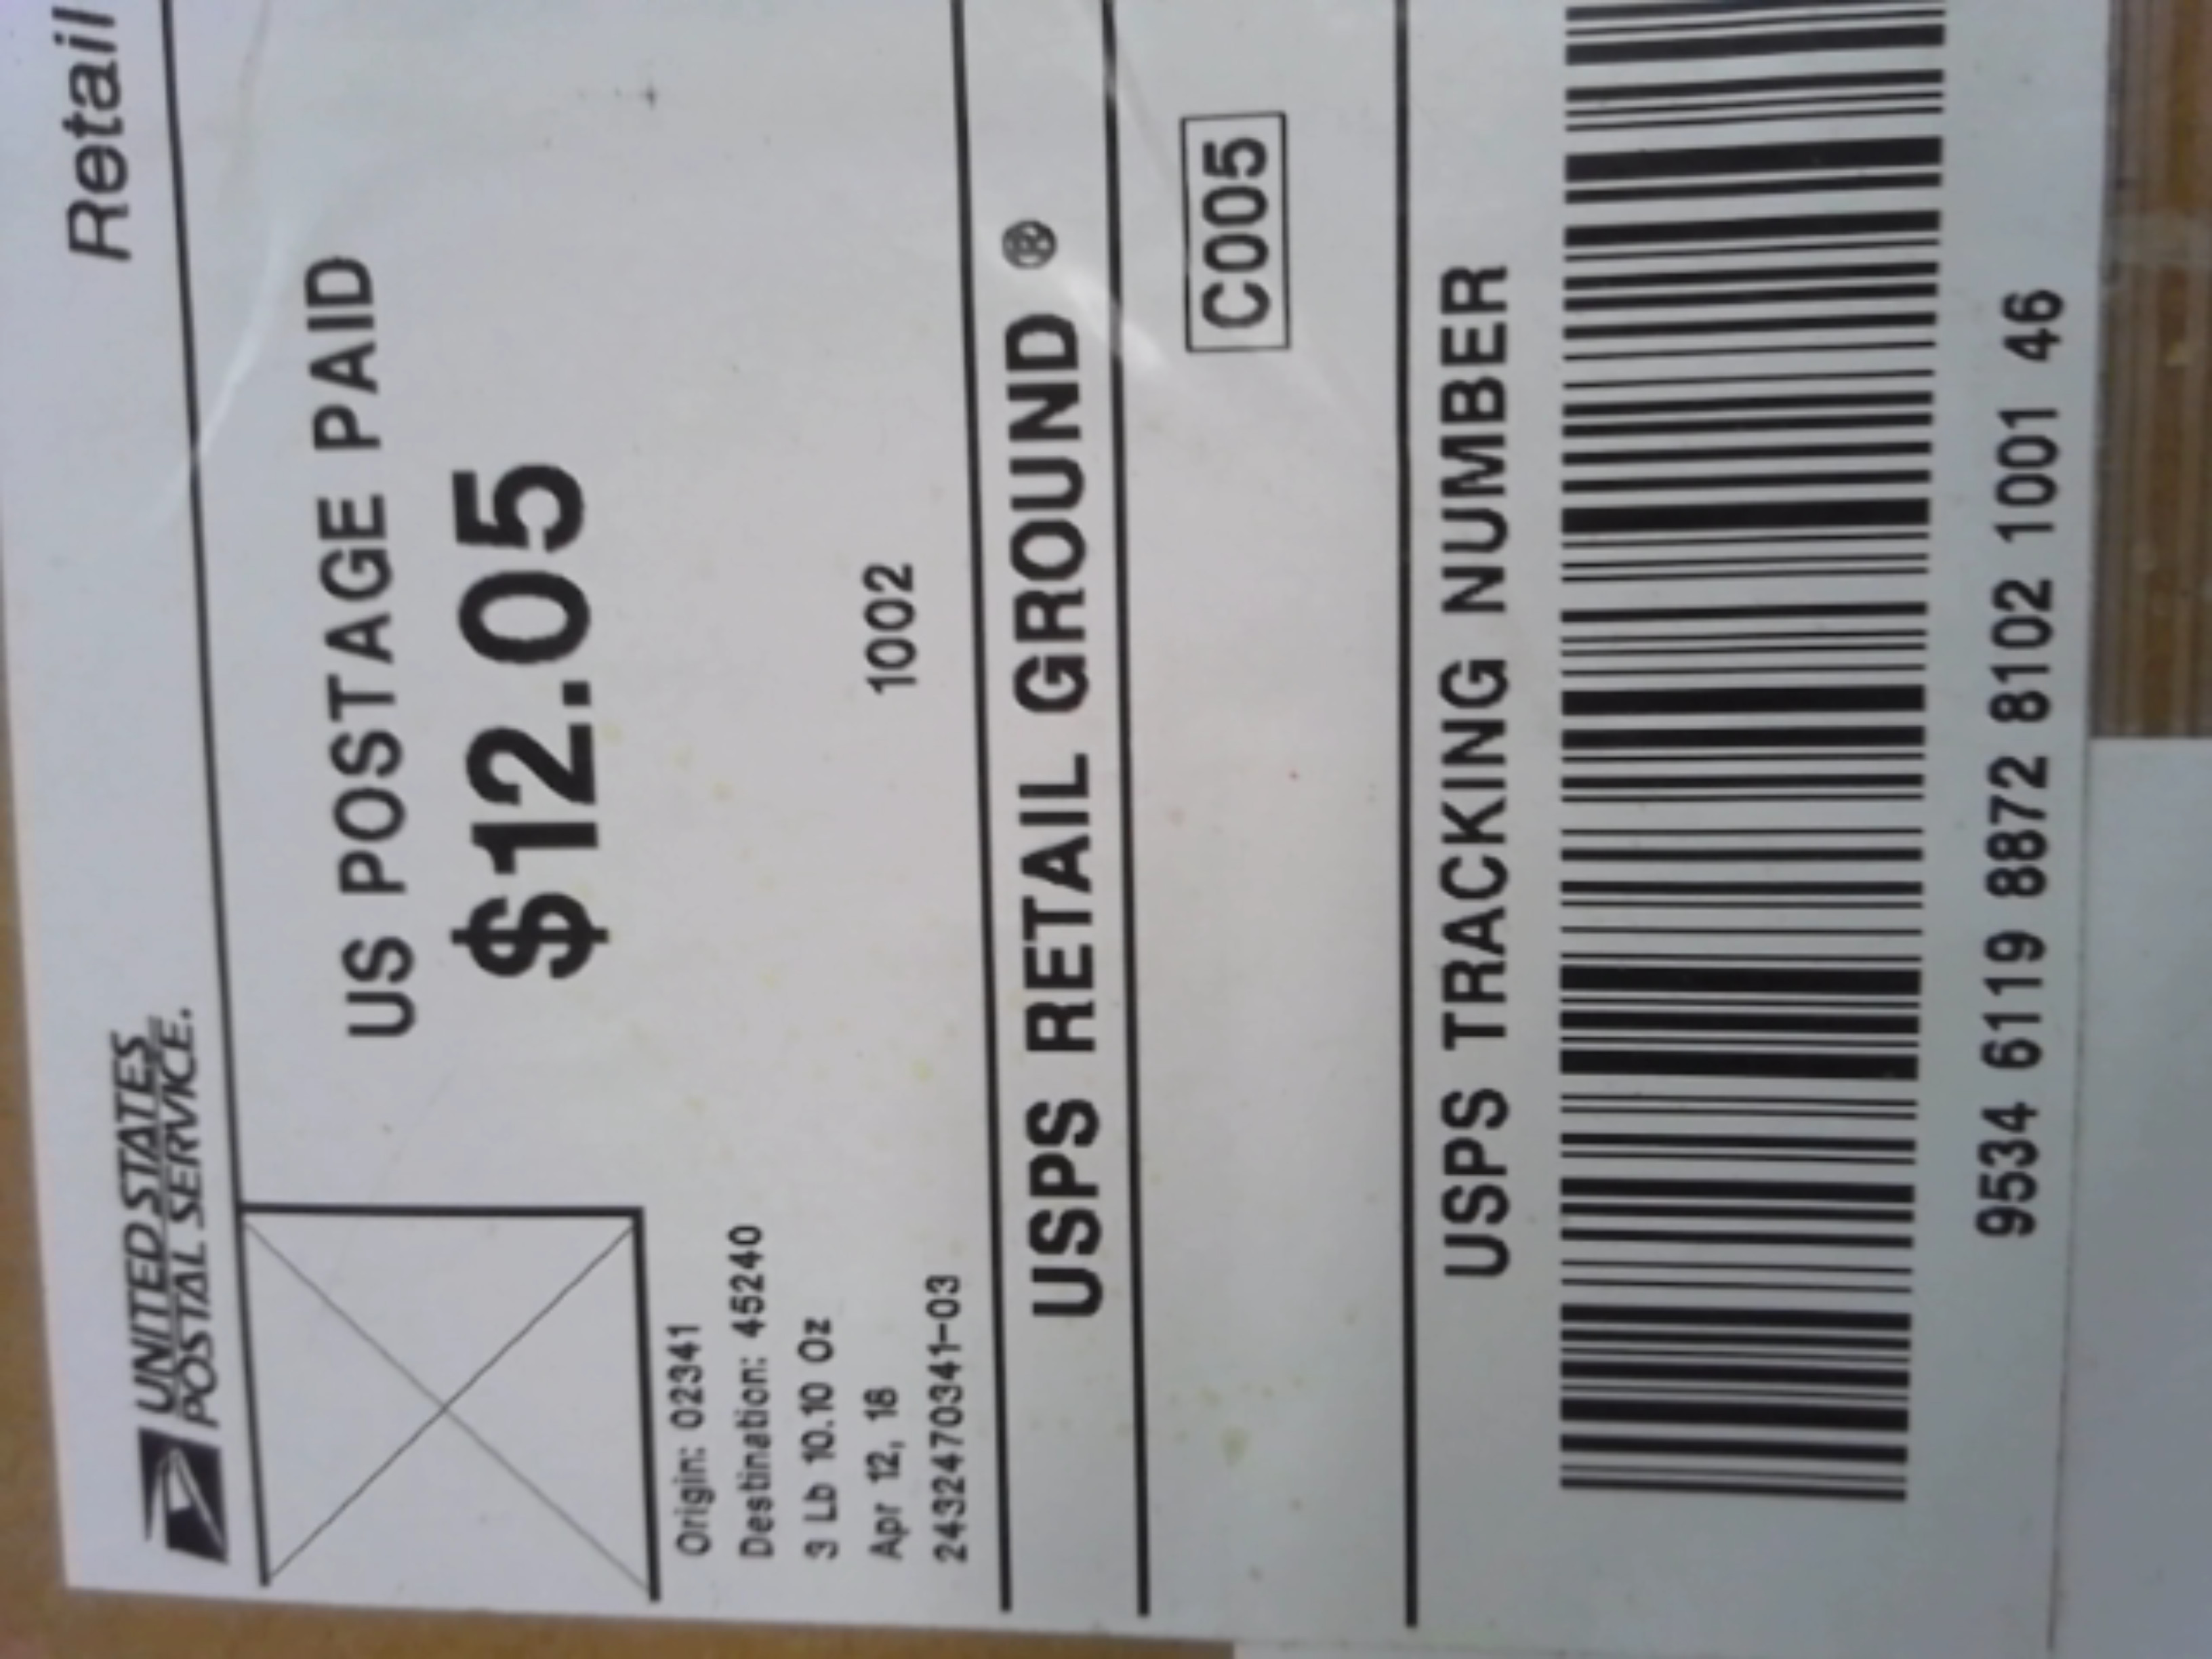 UNITED STATES
POSTAL SERVICE.
Retail
US POSTAGE PAID
$12.05
Origin: 02341
Destination: 45240
3 Lb 10.10 Oz
Apr 12, 18
2432470341-03
1002
USPS RETAIL GROUND ®
C005
USPS TRACKING NUMBER
9534 6119 8872 8102 1001 46